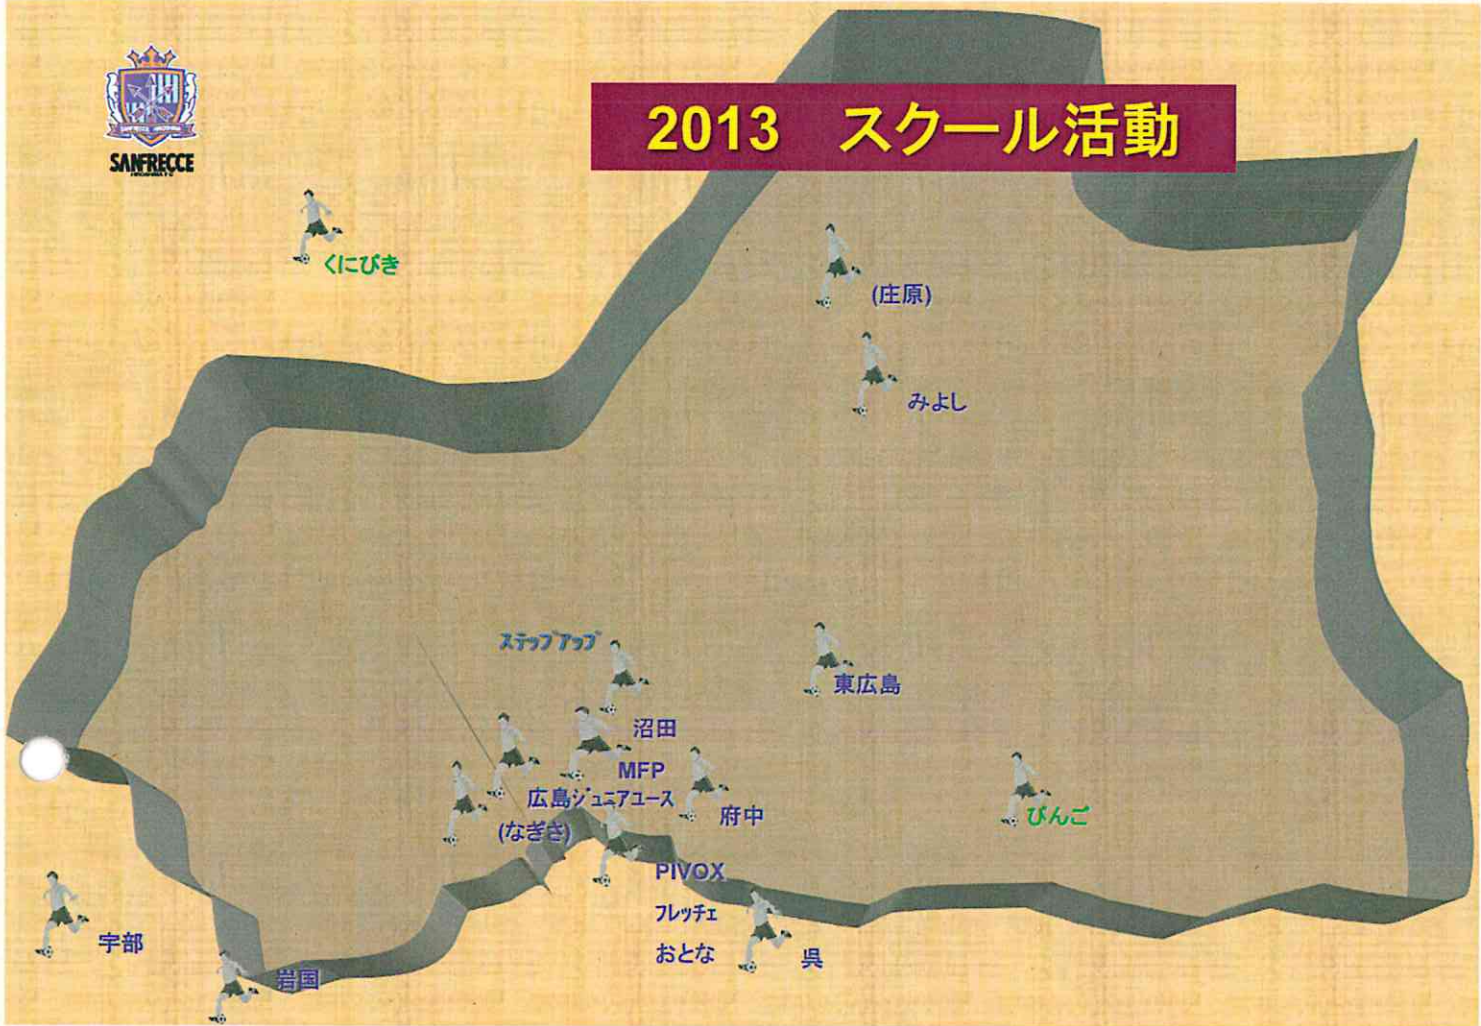 2013 スクール活動
SANFRECCE
くにびき
(庄原)
みよし
ステップアップ
東広島
沼田
MFP
広島ジュニアユース
(なぎさ)
府中
びんご
PIVOX
フレッチェ
おとな
呉
宇部
岩国